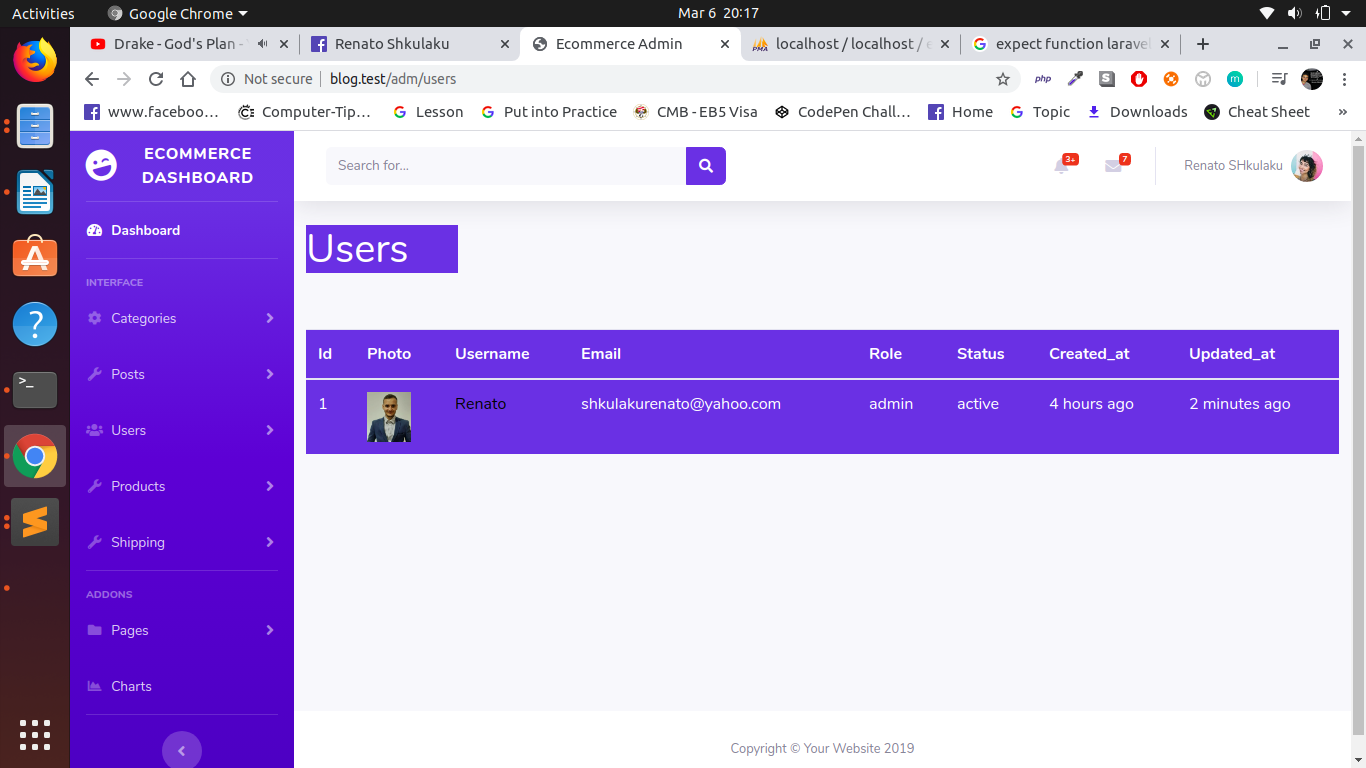 Activities Google Chrome Mar 6 20:17
Drake - God's Plan - Renato Shkulaku Ecommerce Admin localhost / localhost / e expect function larave
Not secure blog.test/adm/users php
www.faceboo... Computer-Tip... Lesson Put into Practice CMB - EB5 Visa CodePen Chall... Home Topic Downloads Cheat Sheet »
ECOMMERCE
DASHBOARD
Search for...
3+ 7 Renato SHkulaku
Dashboard
INTERFACE
Categories
Posts
Users
Products
Shipping
ADDONS
Pages
Charts
Users
Id Photo Username Email Role Status Created_at Updated_at
1 Renato shkulakurenato@yahoo.com admin active 4 hours ago 2 minutes ago
Copyright © Your Website 2019